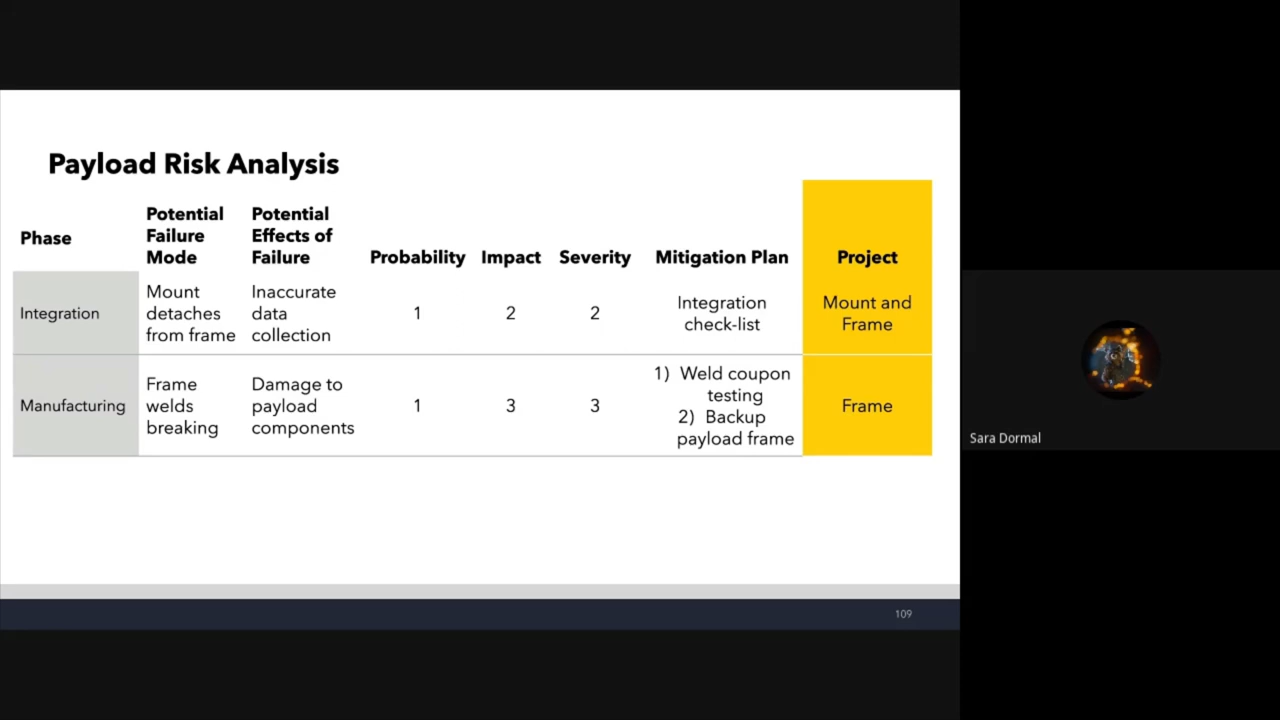 Payload Risk Analysis
Phase
Potential
Failure
Mode
Potential
Effects of
Failure
Probability
Impact
Severity
Mitigation Plan
Project
Integration
Mount
detaches
from frame
Inaccurate
data
collection
1
2
2
Integration
check-list
Mount and
Frame
Manufacturing
Frame
welds
breaking
Damage to
payload
components
1
3
3
1) Weld coupon
testing
2) Backup
payload frame
Frame
109
Sara Dormal